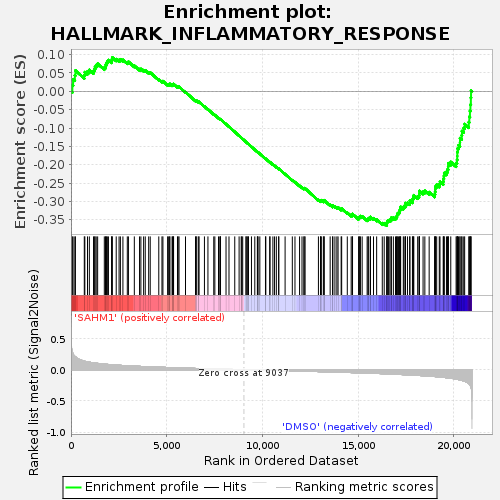 Enrichment plot:
HALLMARK_INFLAMMATORY_RESPONSE
Enrichment score (ES)
0.10
0.05
0.00
-0.05
-0.10
-0.15
-0.20
-0.25
-0.30
-0.35
'SAHM1' (positively correlated)
Ranked list metric (Signal2Noise)
0.5
0.0
-0.5
-1.0
Zero cross at 9037
'DMSO' (negatively correlated)
0
5,000
10,000
15,000
20,000
Rank in Ordered Dataset
Enrichment profile
Hits
Ranking metric scores